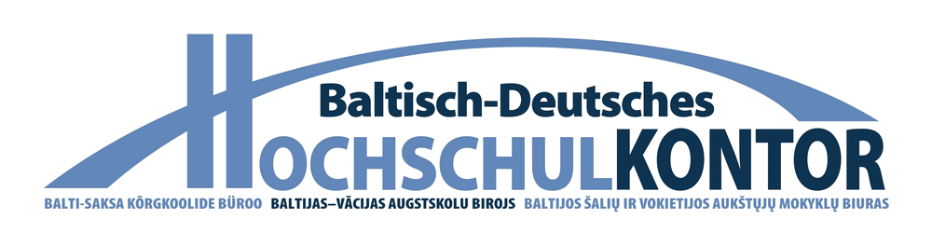 Baltisch-Deutsches
HOCHSCHULKONTOR
BALTI-SAKSA KÕRGKOOLIDE BÜROO BALTIJAS–VĀCIJAS AUGSTSKOLU BIROJS BALTIJOS ŠALIŲ IR VOKIETIJOS AUKŠTŲJŲ MOKYKLŲ BIURAS